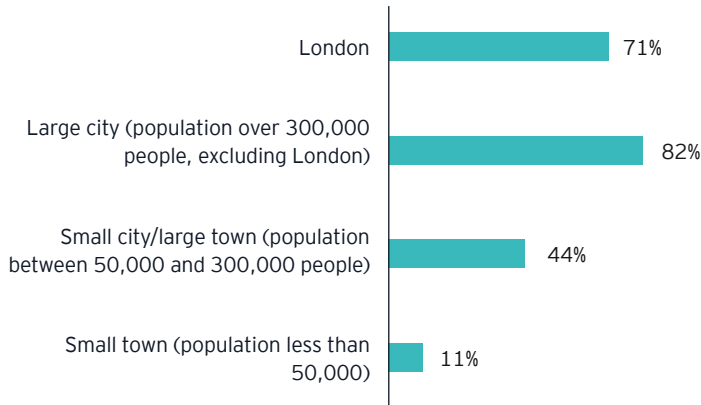 London
71%
Large city (population over 300,000
people, excluding London)
82%
Small city/large town (population
between 50,000 and 300,000 people)
44%
Small town (population less than
50,000)
11%